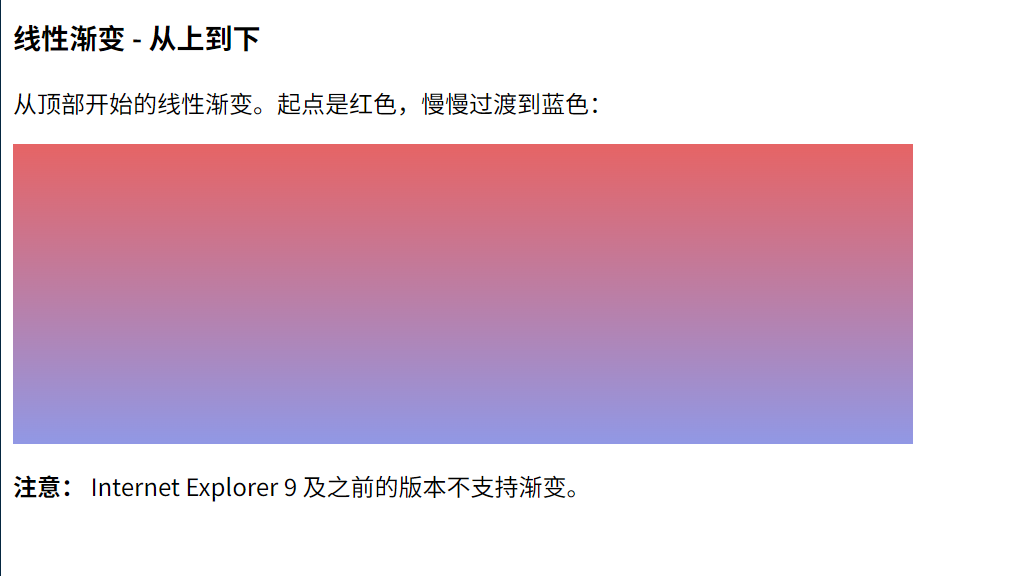 线性渐变 - 从上到下
从顶部开始的线性渐变。起点是红色，慢慢过渡到蓝色：
注意： Internet Explorer 9 及之前的版本不支持渐变。